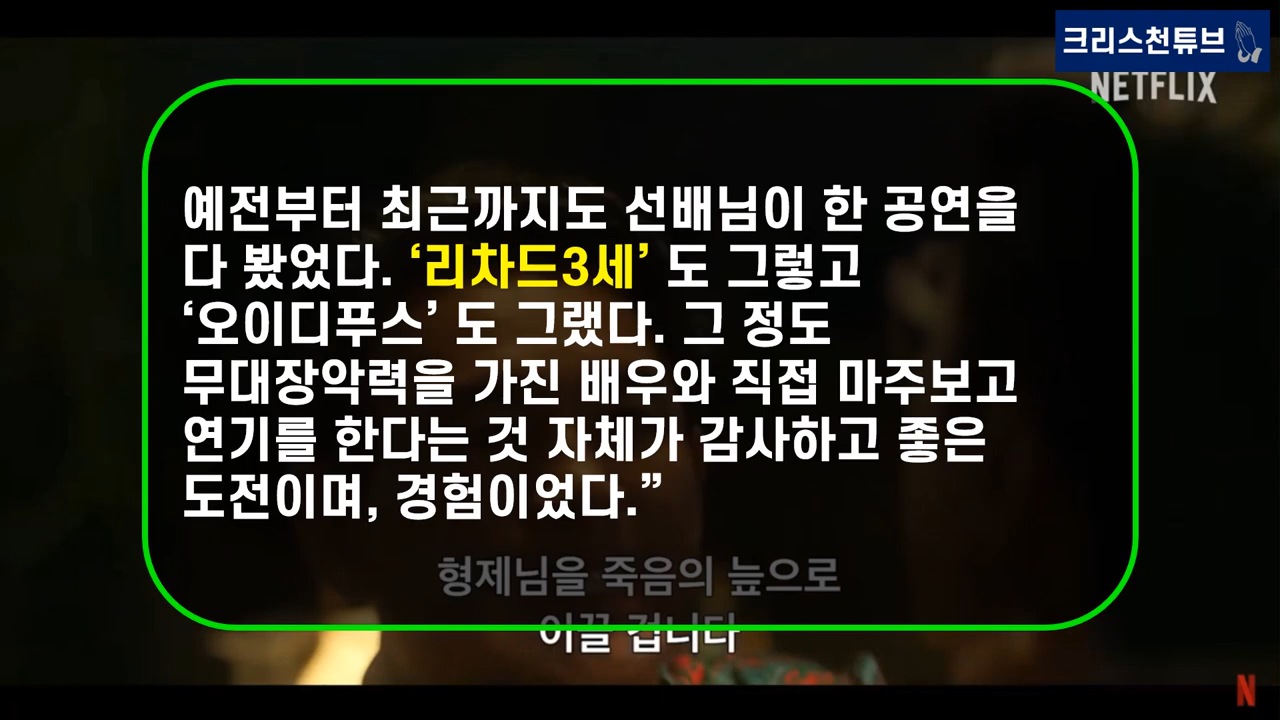 크리스천튜브
NETFLIX
예전부터 최근까지도 선배님이 한 공연을
다 봤었다. ‘리차드3세’ 도 그렇고
‘오이디푸스’ 도 그랬다. 그 정도
무대장악력을 가진 배우와 직접 마주보고
연기를 한다는 것 자체가 감사하고 좋은
도전이며, 경험이었다.”
형제님을 죽음의 늪으로
이끌 겁니다
N